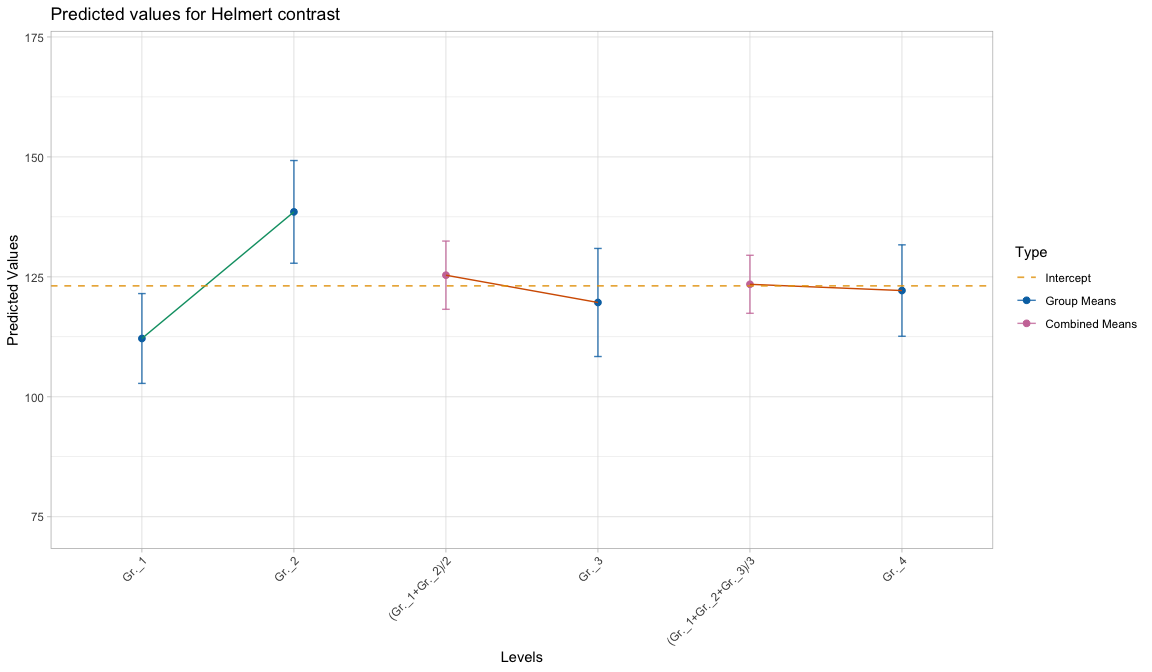 Predicted values for Helmert contrast
Predicted Values
175
150
125
100
75
Gr._1
Gr._2
(Gr._1+Gr._2)/2
Gr._3
(Gr._1+Gr._2+Gr._3)/3
Gr._4
Levels
Type
Intercept
Group Means
Combined Means